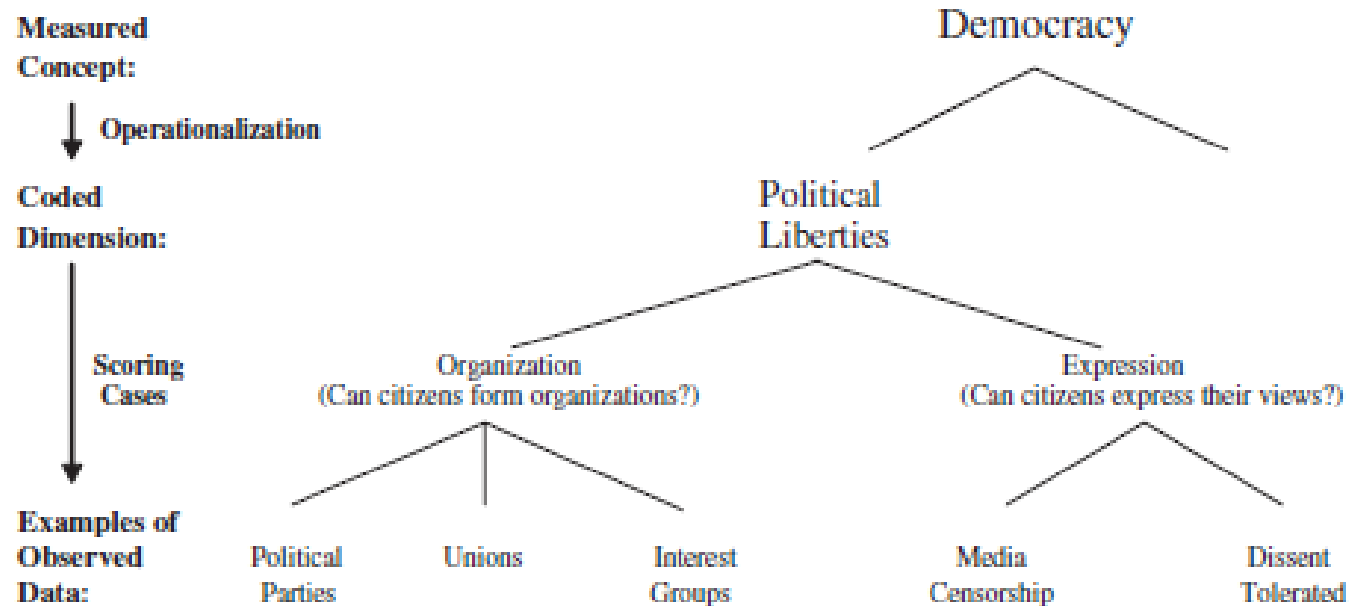 Measured
Concept:
Democracy
Operationalization
Coded
Dimension:
Political
Liberties
Scoring
Cases
Organization
(Can citizens form organizations?)
Expression
(Can citizens express their views?)
Examples of
Observed
Data:
Political
Parties
Unions
Interest
Groups
Media
Censorship
Dissent
Tolerated